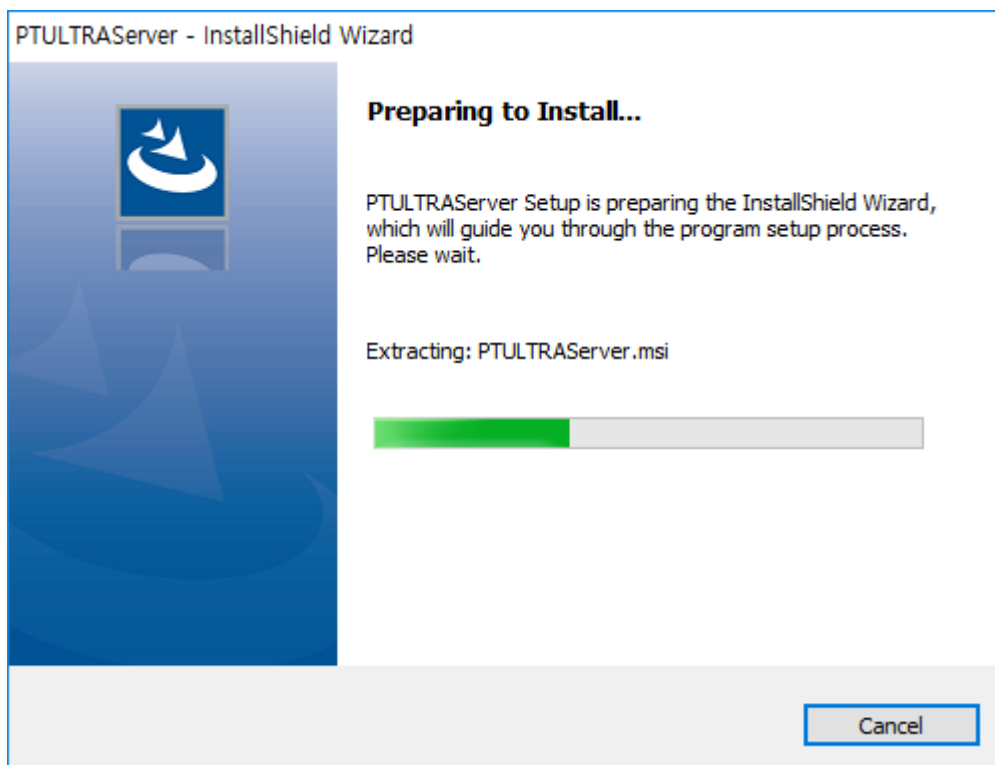 PTULTRAServer - InstallShield Wizard
Preparing to Install...
PTULTRAServer Setup is preparing the InstallShield Wizard,
which will guide you through the program setup process.
Please wait.
Extracting: PTULTRAServer.msi
Cancel